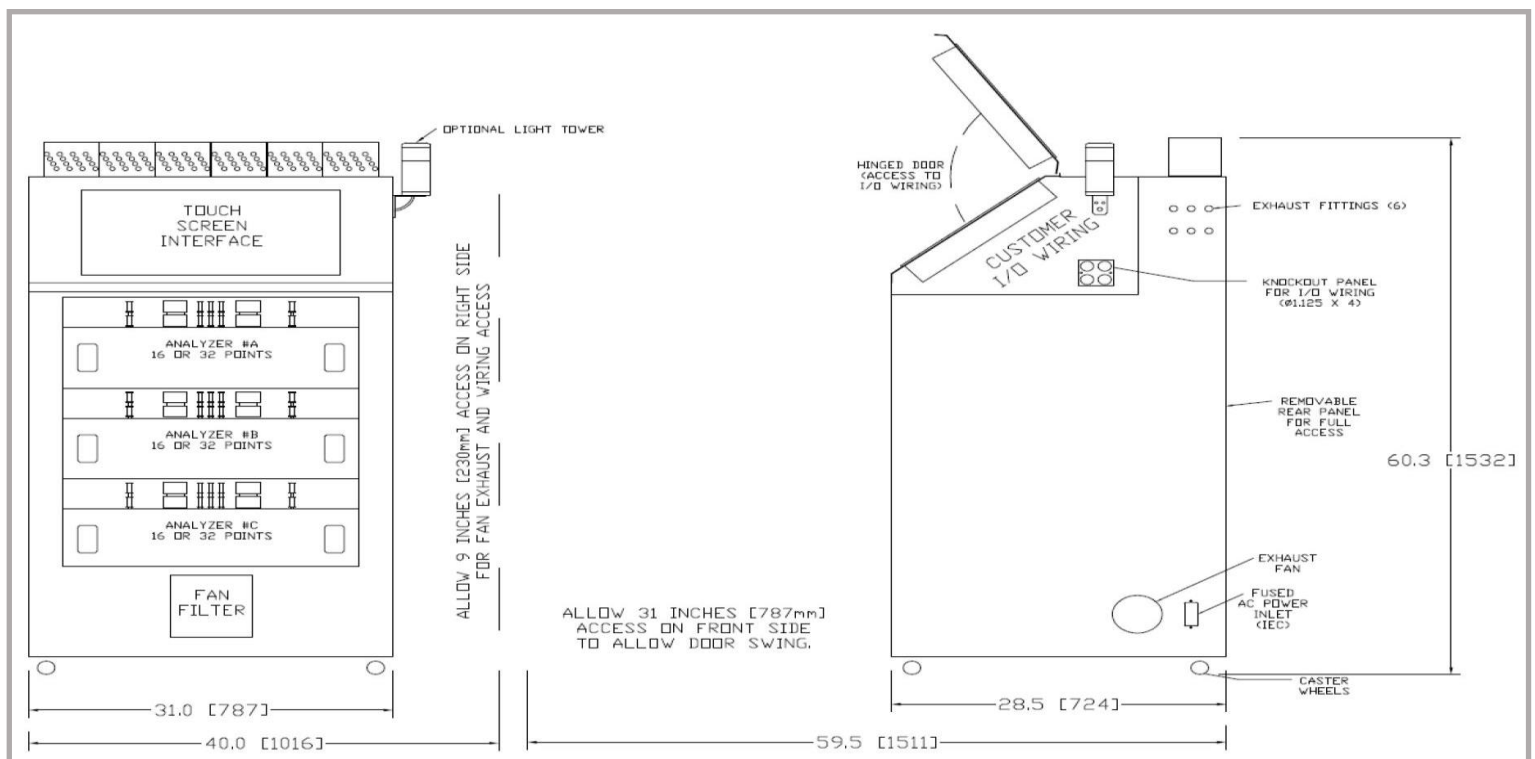 OPTIONAL LIGHT TOWER
TOUCH
SCREEN
INTERFACE
ANALYZER #A
16 OR 32 POINTS
ANALYZER #B
16 OR 32 POINTS
ANALYZER #C
16 OR 32 POINTS
FAN
FILTER
31.0 [787]
40.0 [1016]
ALLOW 9 INCHES [230mm] ACCESS ON RIGHT SIDE
FOR FAN EXHAUST AND WIRING ACCESS
ALLOW 31 INCHES [787mm]
ACCESS ON FRONT SIDE
TO ALLOW DOOR SWING.
HINGED DOOR
(ACCESS TO
I/O WIRING)
CUSTOMER
I/O WIRING
EXHAUST FITTINGS (6)
KNOCKOUT PANEL
FOR I/O WIRING
(Ø1.125 X 4)
REMOVABLE
REAR PANEL
FOR FULL
ACCESS
60.3 [1532]
EXHAUST
FAN
FUSED
AC POWER
INLET
(IEC)
CASTER
WHEELS
28.5 [724]
59.5 [1511]